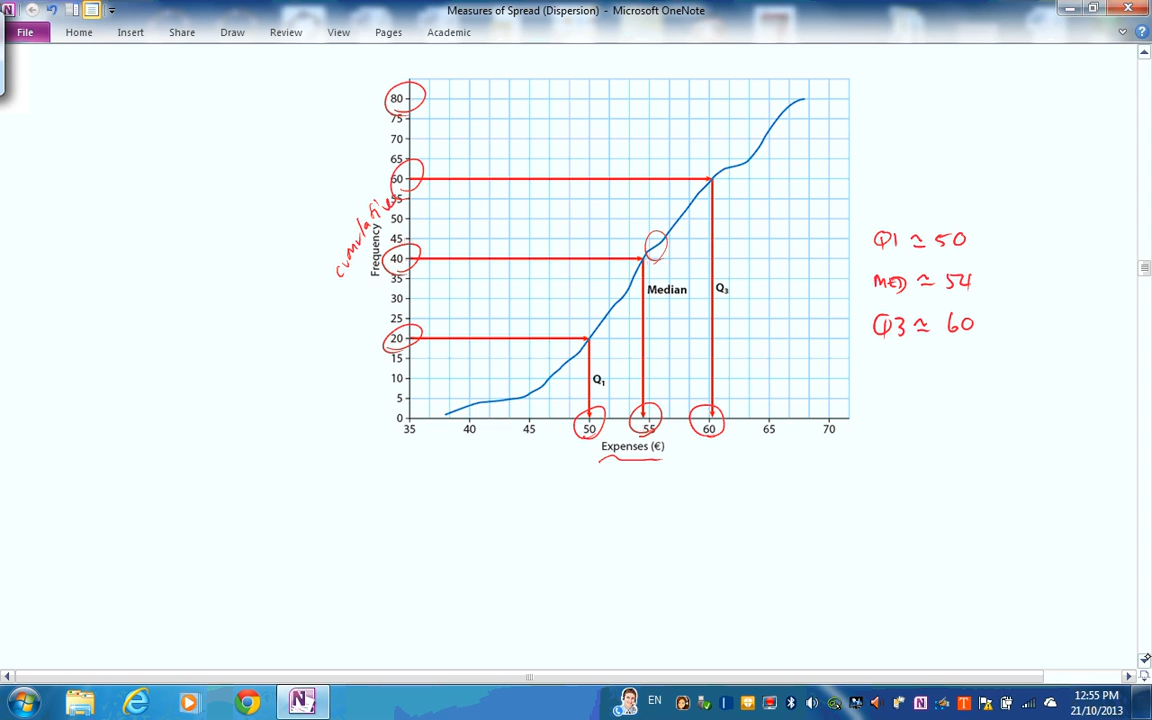 Measures of Spread (Dispersion) - Microsoft OneNote
File Home Insert Share Draw Review View Pages Academic
80
75
70
65
60
55
50
45
40
35
30
25
20
15
10
5
0
cumulative
Frequency
Median
Q3
Q1
35 40 45 50 55 60 65 70
Expenses (€)
Q1 ≃ 50
MED ≃ 54
Q3 ≃ 60
EN
12:55 PM
21/10/2013